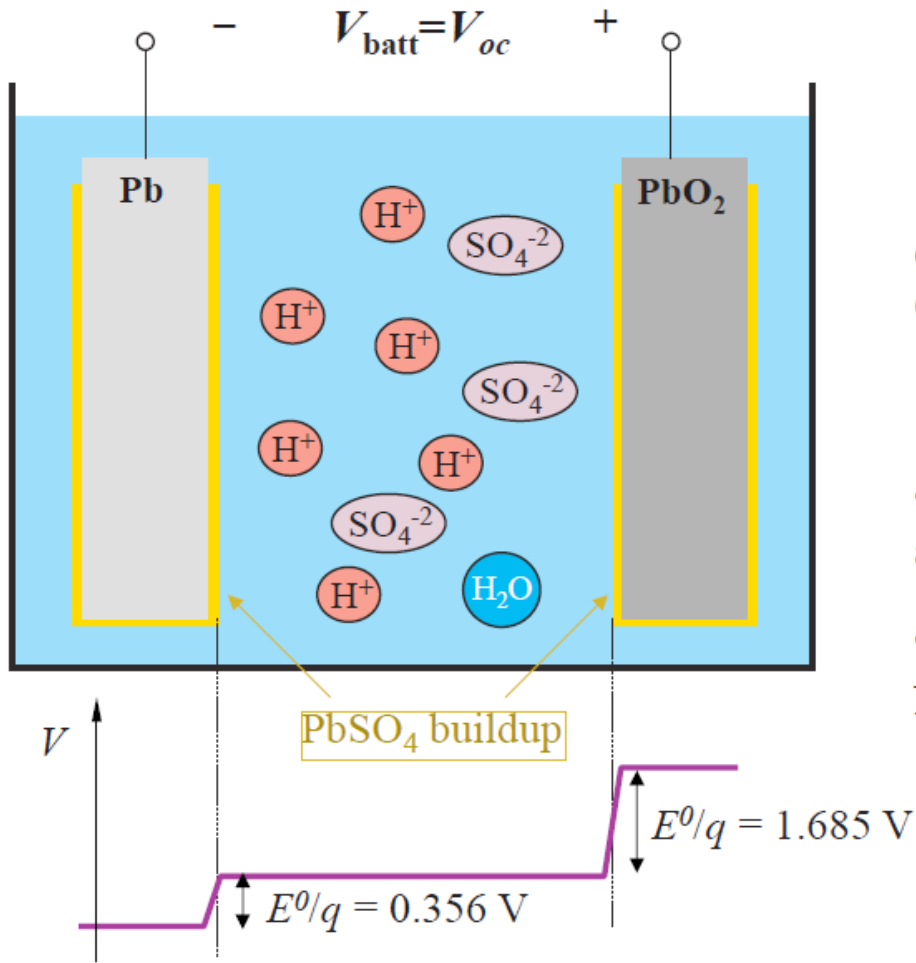 − V_batt=V_oc +
Pb
PbO₂
H⁺
SO₄⁻²
H⁺
H⁺
SO₄⁻²
H⁺
H⁺
SO₄⁻²
H⁺
H₂O
PbSO₄ buildup
V
E⁰/q = 1.685 V
E⁰/q = 0.356 V